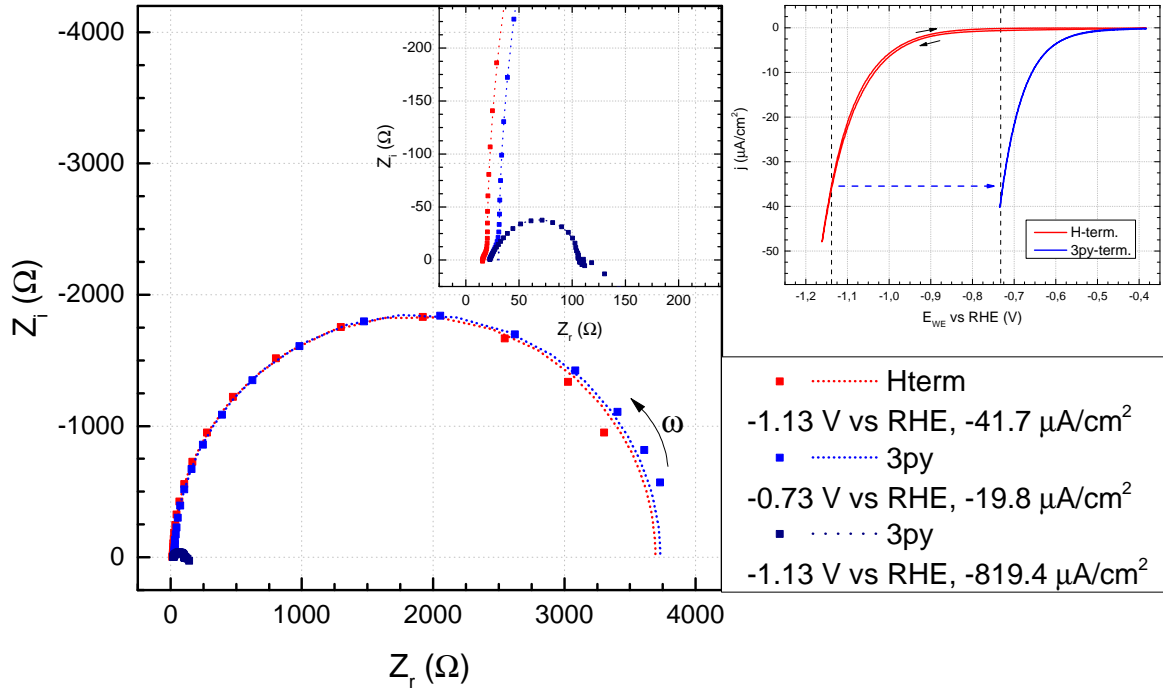 -4000
-3000
-2000
-1000
0
Z_i (Ω)
0
1000
2000
3000
4000
Z_r (Ω)
ω
-200
-150
-100
-50
0
Z_i (Ω)
0
50
100
150
200
Z_r (Ω)
0
-10
-20
-30
-40
-50
j (µA/cm²)
H-term.
3py-term.
-1,2
-1,1
-1,0
-0,9
-0,8
-0,7
-0,6
-0,5
-0,4
E_WE vs RHE (V)
Hterm
-1.13 V vs RHE, -41.7 µA/cm²
3py
-0.73 V vs RHE, -19.8 µA/cm²
3py
-1.13 V vs RHE, -819.4 µA/cm²